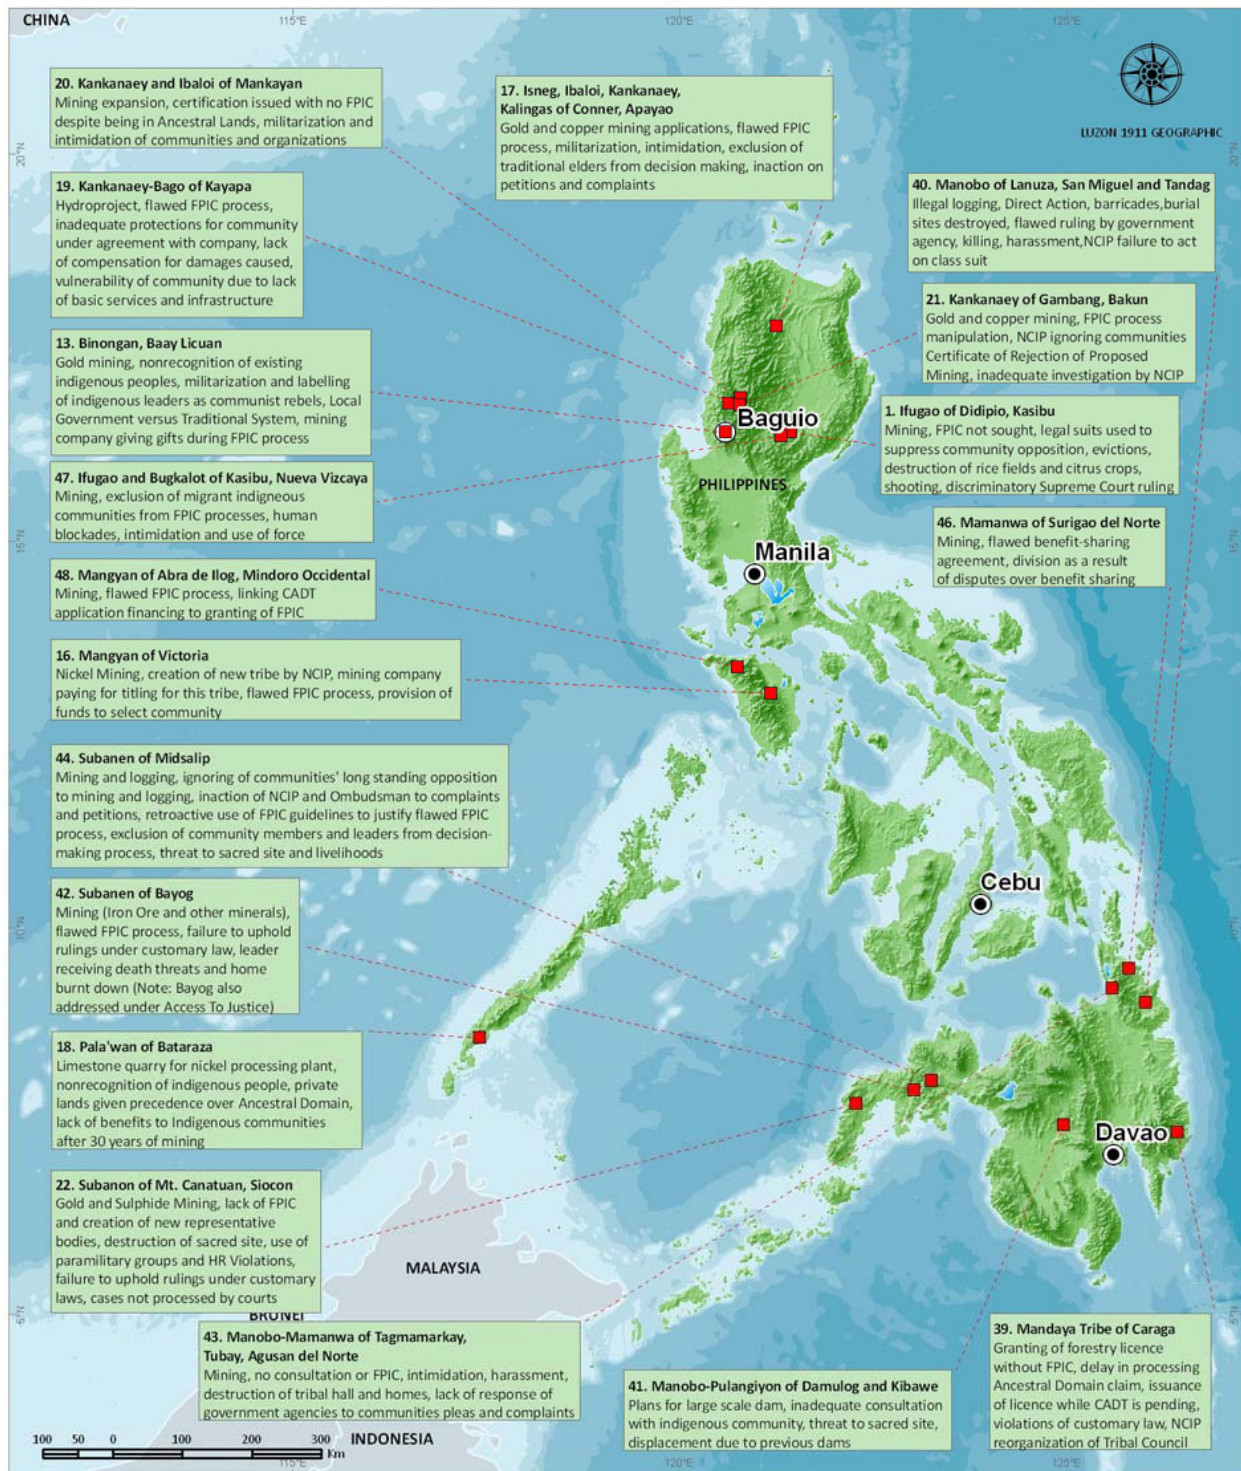 CHINA
115°E
120°E
125°E
20. Kankanaey and Ibaloi of Mankayan
Mining expansion, certification issued with no FPIC
despite being in Ancestral Lands, militarization and
intimidation of communities and organizations
17. Isneg, Ibaloi, Kankanaey,
Kalingas of Conner, Apayao
Gold and copper mining applications, flawed FPIC
process, militarization, intimidation, exclusion of
traditional elders from decision making, inaction on
petitions and complaints
LUZON 1911 GEOGRAPHIC
20°N
20°N
19. Kankanaey-Bago of Kayapa
Hydroproject, flawed FPIC process,
inadequate protections for community
under agreement with company, lack
of compensation for damages caused,
vulnerability of community due to lack
of basic services and infrastructure
40. Manobo of Lanuza, San Miguel and Tandag
Illegal logging, Direct Action, barricades,burial
sites destroyed, flawed ruling by government
agency, killing, harassment,NCIP failure to act
on class suit
21. Kankanaey of Gambang, Bakun
Gold and copper mining, FPIC process
manipulation, NCIP ignoring communities
Certificate of Rejection of Proposed
Mining, inadequate investigation by NCIP
13. Binongan, Baay Licuan
Gold mining, nonrecognition of existing
indigenous peoples, militarization and labelling
of indigenous leaders as communist rebels, Local
Government versus Traditional System, mining
company giving gifts during FPIC process
Baguio
1. Ifugao of Didipio, Kasibu
Mining, FPIC not sought, legal suits used to
suppress community opposition, evictions,
destruction of rice fields and citrus crops,
shooting, discriminatory Supreme Court ruling
47. Ifugao and Bugkalot of Kasibu, Nueva Vizcaya
Mining, exclusion of migrant indigneous
communities from FPIC processes, human
blockades, intimidation and use of force
PHILIPPINES
46. Mamanwa of Surigao del Norte
Mining, flawed benefit-sharing
agreement, division as a result
of disputes over benefit sharing
15°N
15°N
Manila
48. Mangyan of Abra de Ilog, Mindoro Occidental
Mining, flawed FPIC process, linking CADT
application financing to granting of FPIC
16. Mangyan of Victoria
Nickel Mining, creation of new tribe by NCIP, mining company
paying for titling for this tribe, flawed FPIC process, provision of
funds to select community
44. Subanen of Midsalip
Mining and logging, ignoring of communities' long standing opposition
to mining and logging, inaction of NCIP and Ombudsman to complaints
and petitions, retroactive use of FPIC guidelines to justify flawed FPIC
process, exclusion of community members and leaders from decision-
making process, threat to sacred site and livelihoods
Cebu
42. Subanen of Bayog
Mining (Iron Ore and other minerals),
flawed FPIC process, failure to uphold
rulings under customary law, leader
receiving death threats and home
burnt down (Note: Bayog also
addressed under Access To Justice)
10°N
10°N
18. Pala'wan of Bataraza
Limestone quarry for nickel processing plant,
nonrecognition of indigenous people, private
lands given precedence over Ancestral Domain,
lack of benefits to Indigenous communities
after 30 years of mining
Davao
22. Subanon of Mt. Canatuan, Siocon
Gold and Sulphide Mining, lack of FPIC
and creation of new representative
bodies, destruction of sacred site, use of
paramilitary groups and HR Violations,
failure to uphold rulings under customary
laws, cases not processed by courts
MALAYSIA
BRUNEI
5°N
5°N
43. Manobo-Mamanwa of Tagmamarkay,
Tubay, Agusan del Norte
Mining, no consultation or FPIC, intimidation, harassment,
destruction of tribal hall and homes, lack of response of
government agencies to communities pleas and complaints
39. Mandaya Tribe of Caraga
Granting of forestry licence
without FPIC, delay in processing
Ancestral Domain claim, issuance
of licence while CADT is pending,
violations of customary law, NCIP
reorganization of Tribal Council
41. Manobo-Pulangiyon of Damulog and Kibawe
Plans for large scale dam, inadequate consultation
with indigenous community, threat to sacred site,
displacement due to previous dams
INDONESIA
100 50 0 100 200 300
Km
115°E
120°E
125°E